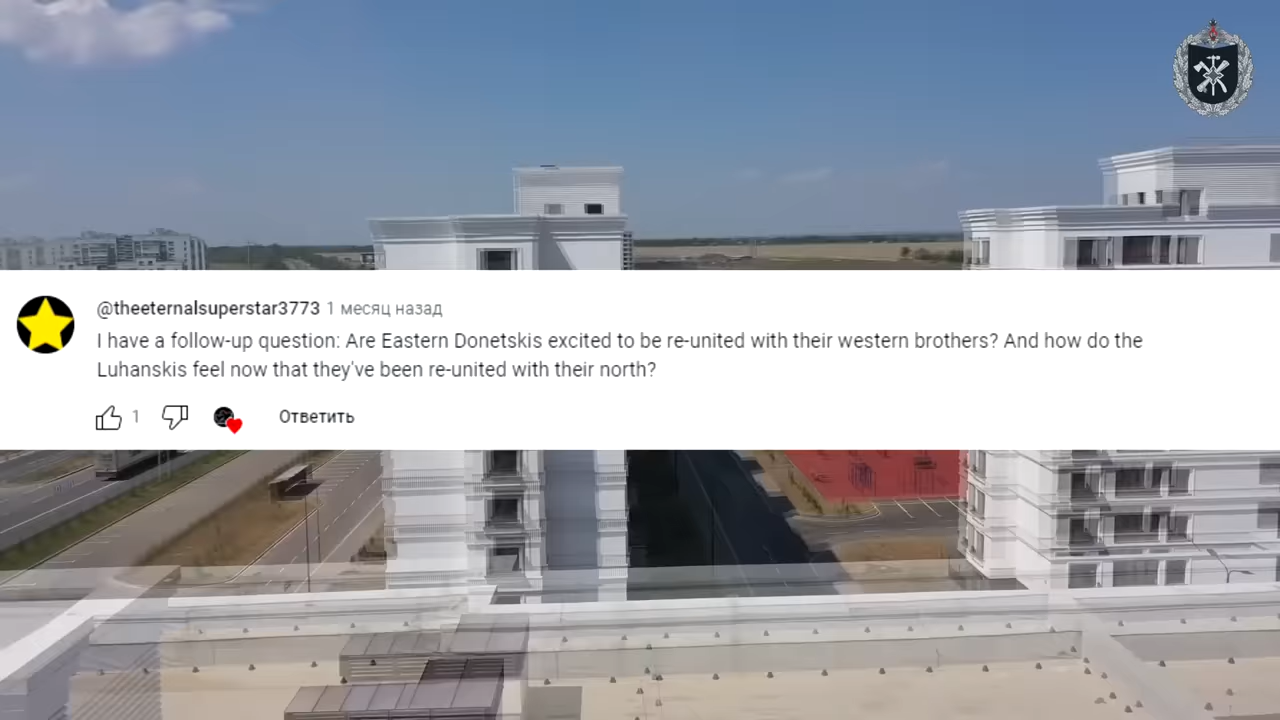 @theeternalsuperstar3773 1 месяц назад
I have a follow-up question: Are Eastern Donetskis excited to be re-united with their western brothers? And how do the
Luhanskis feel now that they've been re-united with their north?
1
Ответить